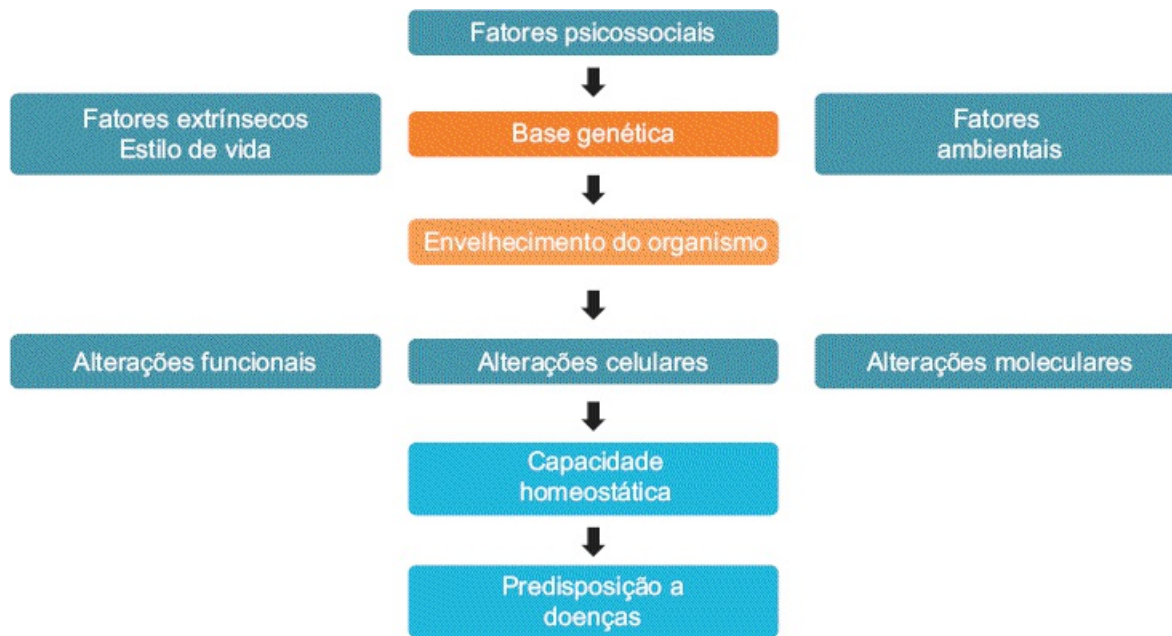 Fatores psicossociais
Fatores extrínsecos
Estilo de vida
Base genética
Fatores
ambientais
Envelhecimento do organismo
Alterações funcionais
Alterações celulares
Alterações moleculares
Capacidade
homeostática
Predisposição a
doenças